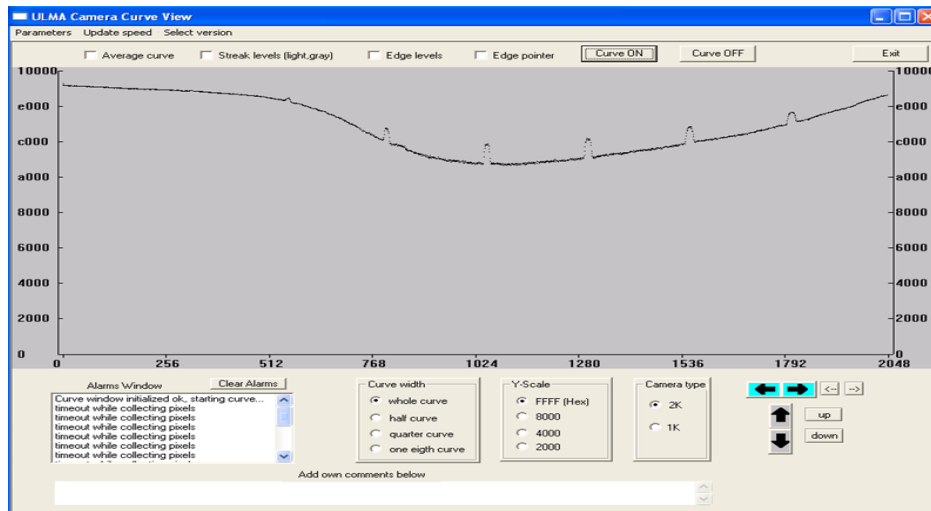 ULMA Camera Curve View
Parameters Update speed Select version
Average curve Streak levels (light,gray) Edge levels Edge pointer Curve ON Curve OFF Exit
10000 10000
e000 e000
c000 c000
a000 a000
8000 8000
6000 6000
4000 4000
2000 2000
0 0
0 256 512 768 1024 1280 1536 1792 2048
Alarms Window Clear Alarms
Curve window initialized ok, starting curve...
timeout while collecting pixels
timeout while collecting pixels
timeout while collecting pixels
timeout while collecting pixels
timeout while collecting pixels
timeout while collecting pixels
Curve width
whole curve
half curve
quarter curve
one eigth curve
Y-Scale
FFFF (Hex)
8000
4000
2000
Camera type
2K
1K
<-- -->
up
down
Add own comments below